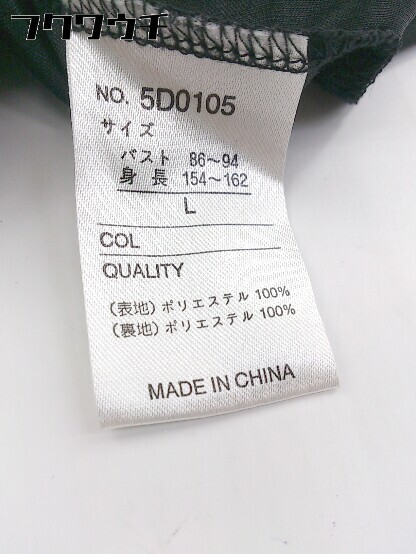 フクウウチ
NO. 5D0105
サイズ
バスト 86〜94
身長 154〜162
L
COL
QUALITY
(表地)ポリエステル 100%
(裏地)ポリエステル 100%
MADE IN CHINA